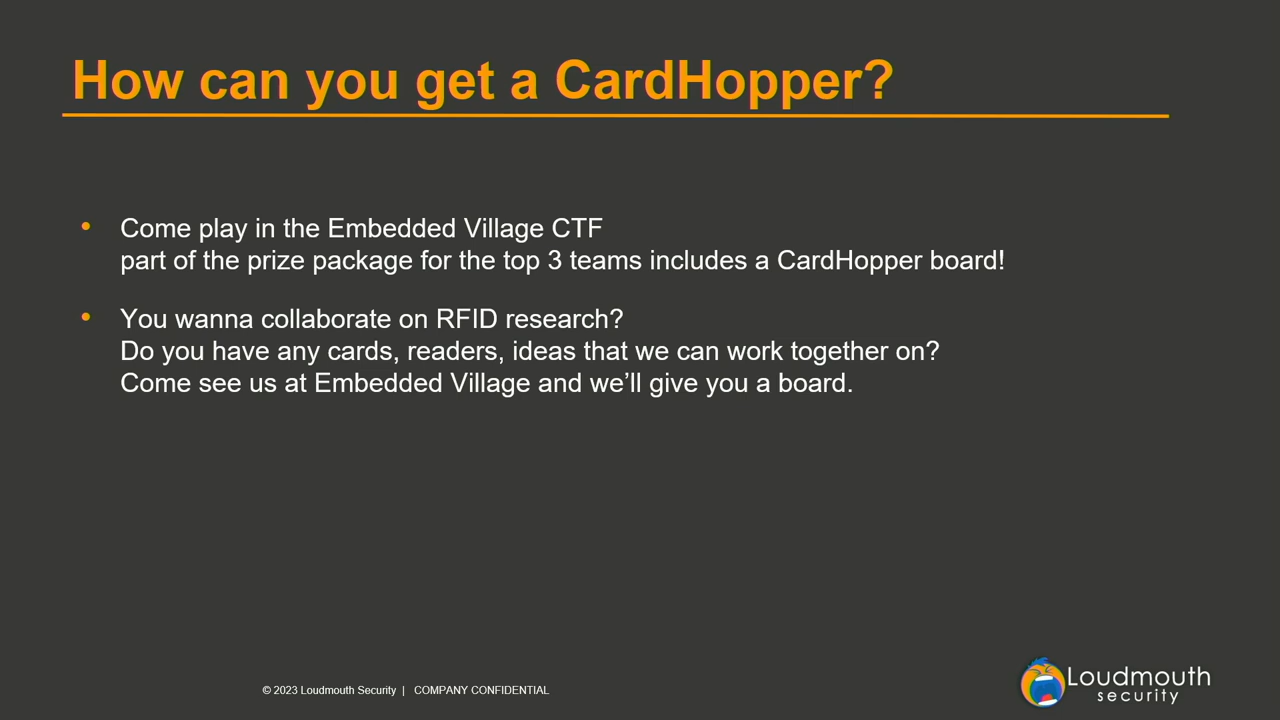 How can you get a CardHopper?
• Come play in the Embedded Village CTF
part of the prize package for the top 3 teams includes a CardHopper board!
• You wanna collaborate on RFID research?
Do you have any cards, readers, ideas that we can work together on?
Come see us at Embedded Village and we’ll give you a board.
© 2023 Loudmouth Security | COMPANY CONFIDENTIAL
Loudmouth
security